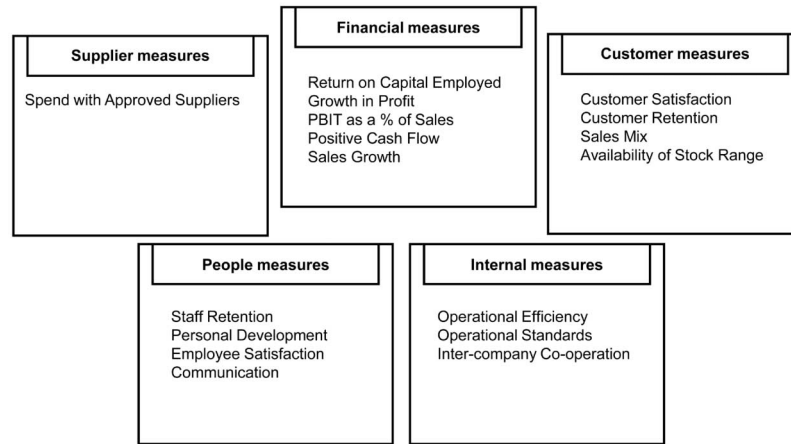 Supplier measures
Spend with Approved Suppliers
Financial measures
Return on Capital Employed
Growth in Profit
PBIT as a % of Sales
Positive Cash Flow
Sales Growth
Customer measures
Customer Satisfaction
Customer Retention
Sales Mix
Availability of Stock Range
People measures
Staff Retention
Personal Development
Employee Satisfaction
Communication
Internal measures
Operational Efficiency
Operational Standards
Inter-company Co-operation